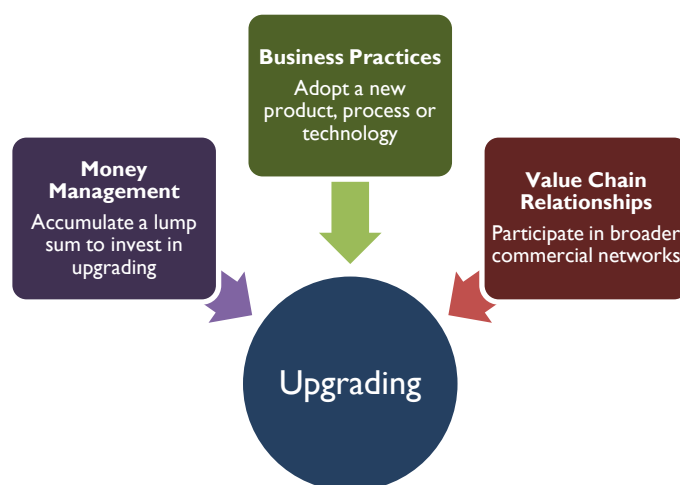 Business Practices
Adopt a new
product, process or
technology
Money
Management
Accumulate a lump
sum to invest in
upgrading
Value Chain
Relationships
Participate in broader
commercial networks
Upgrading